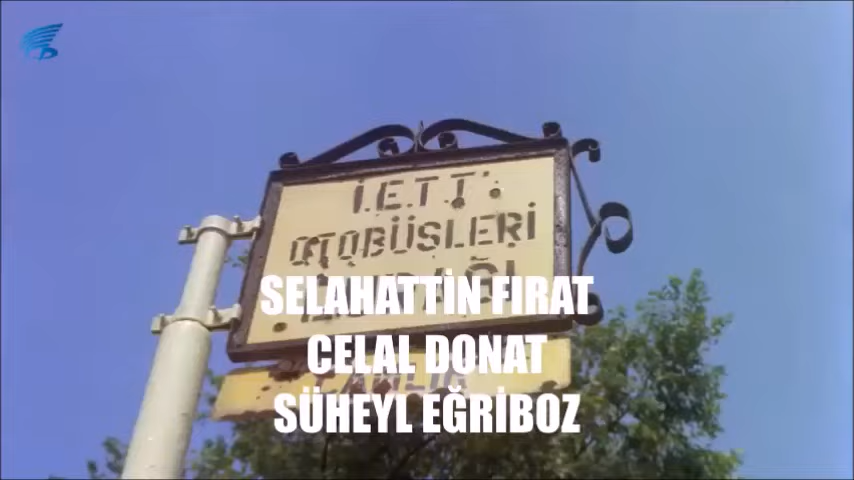 İ.E.T.T'
OTOBÜSLERİ
SELAHATTİN FIRAT
CELAL DONAT
SÜHEYL EĞRİBOZ